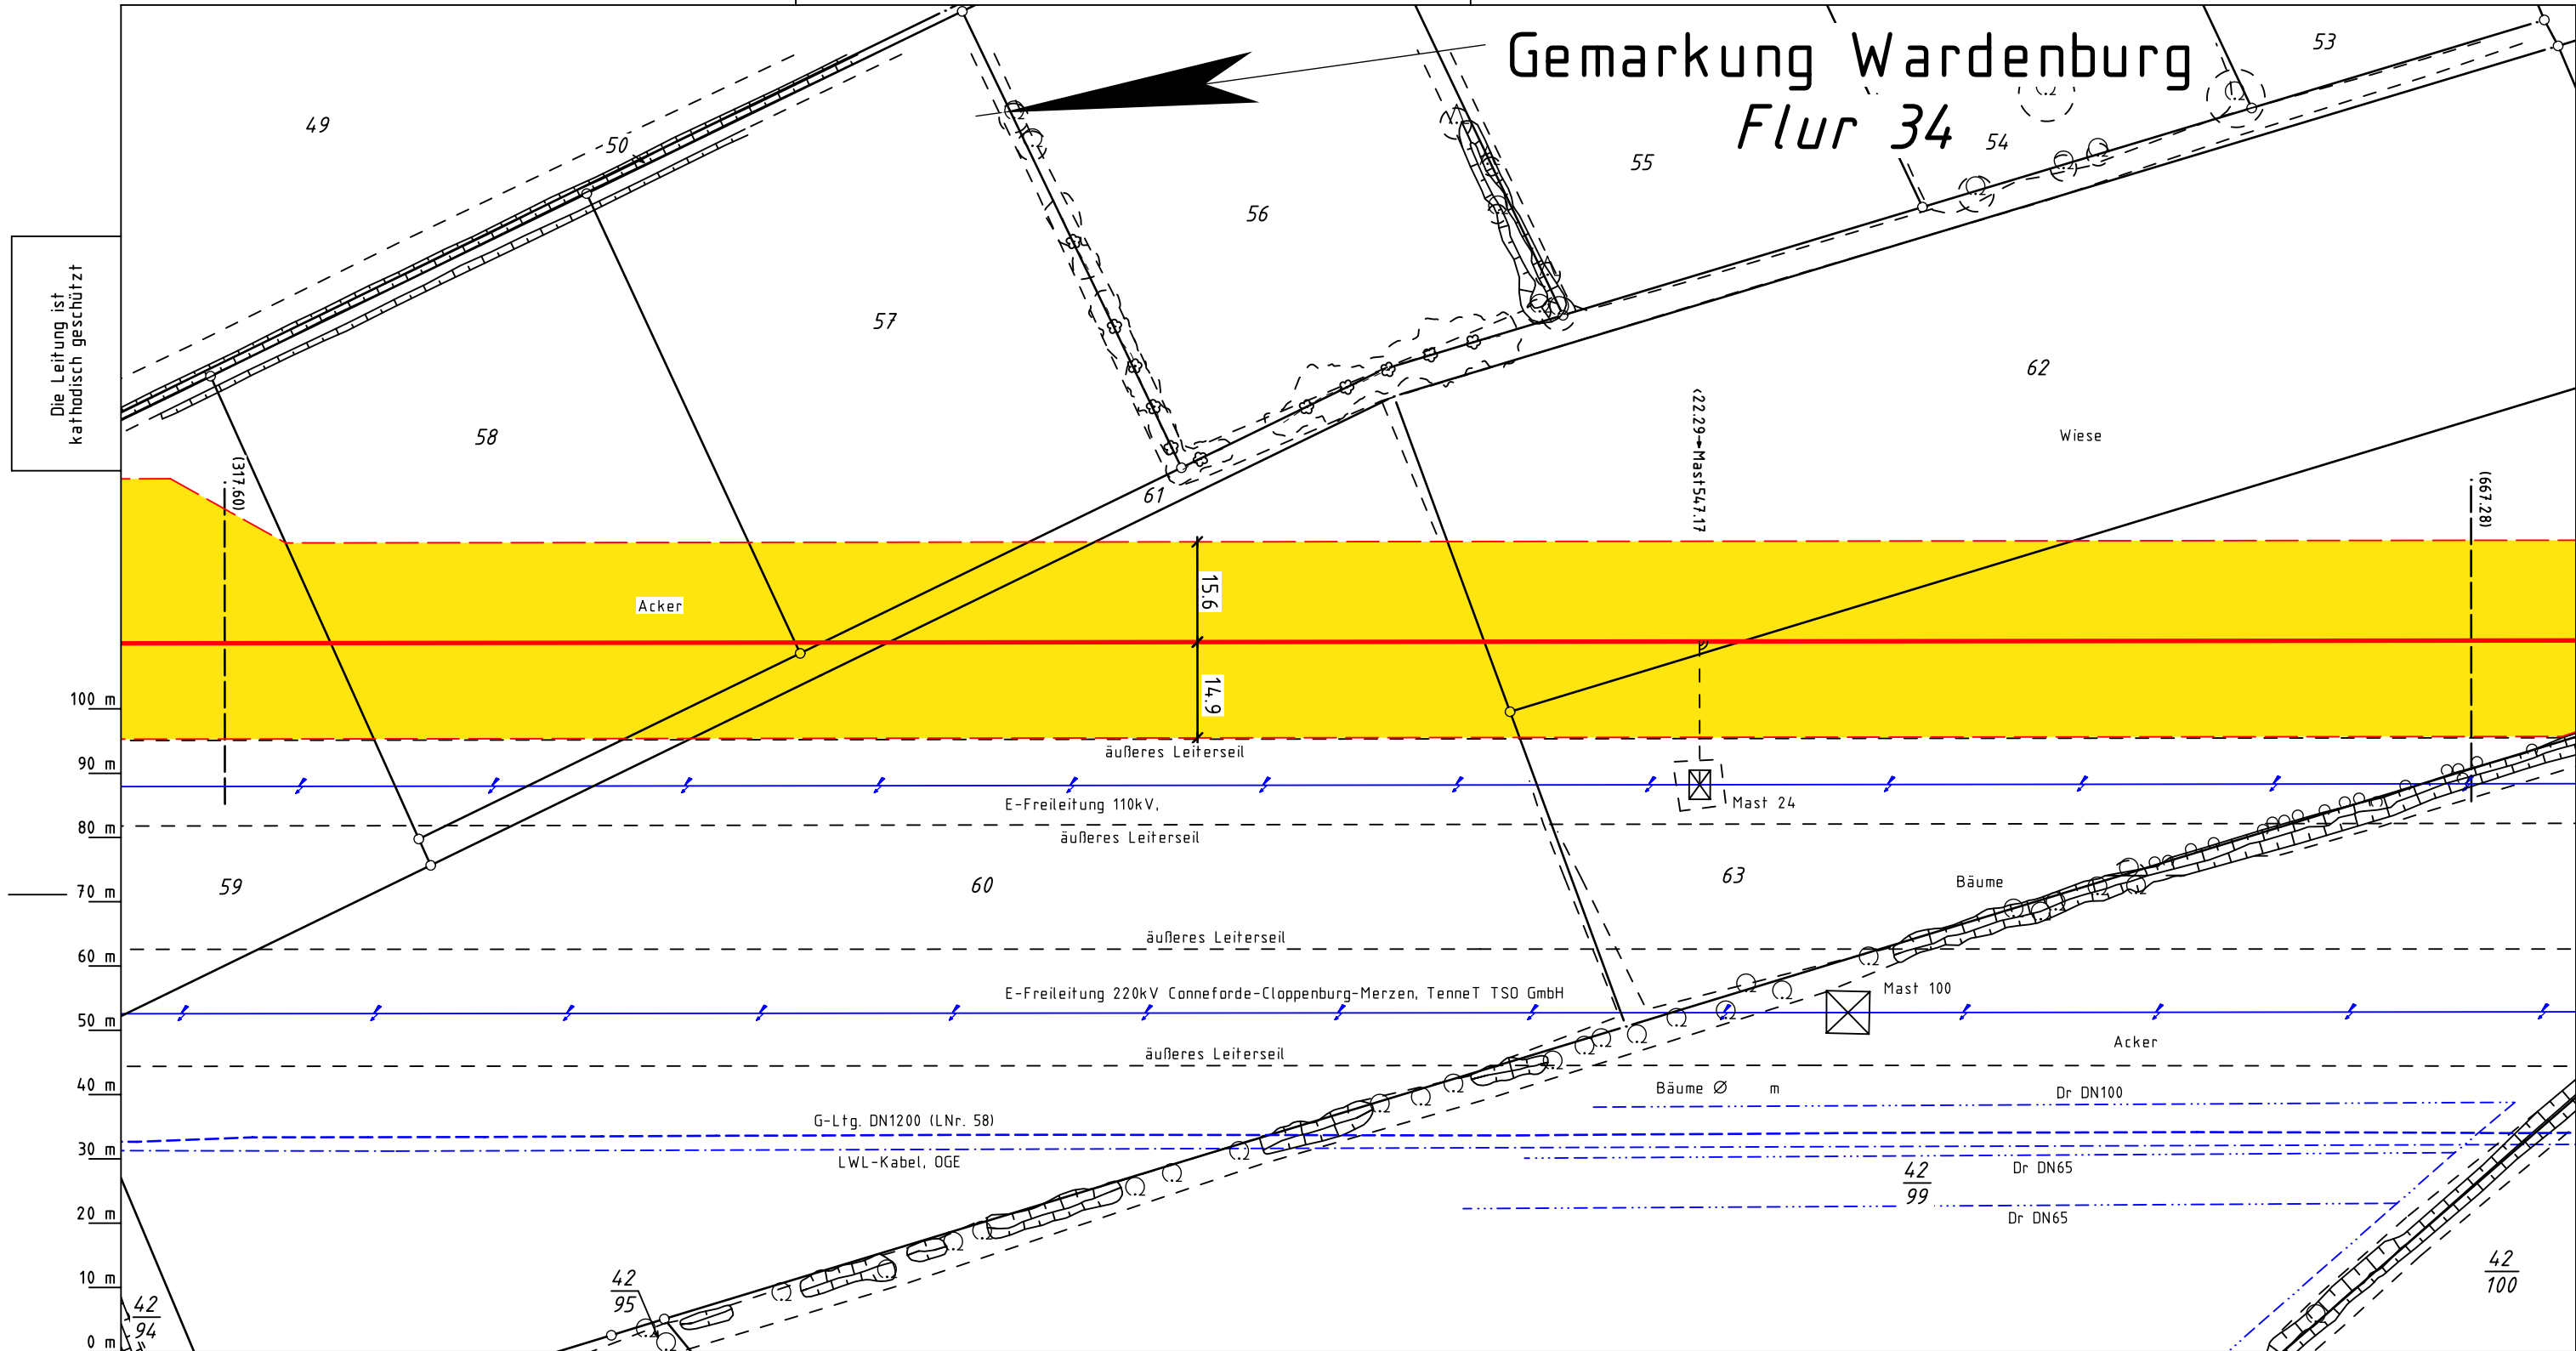 Gemarkung Wardenburg
Flur 34
53
49
50
54
55
56
57
58
62
Die Leitung ist
kathodisch geschützt
Wiese
(317.60)
<22.29→Mast547.17
(667.28)
61
15.6
Acker
14.9
100 m
äußeres Leiterseil
90 m
E-Freileitung 110kV,
Mast 24
80 m
äußeres Leiterseil
59
60
63
Bäume
70 m
äußeres Leiterseil
60 m
E-Freileitung 220kV Conneforde-Cloppenburg-Merzen, TenneT TSO GmbH
Mast 100
50 m
äußeres Leiterseil
Acker
40 m
Bäume Ø m
Dr DN100
G-Ltg. DN1200 (LNr. 58)
30 m
LWL-Kabel, OGE
Dr DN65
42
99
20 m
Dr DN65
10 m
42
95
42
100
42
94
0 m